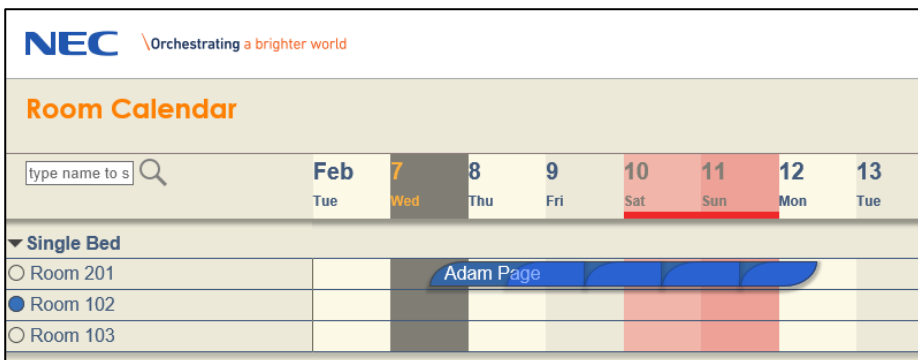 NEC \Orchestrating a brighter world
Room Calendar
type name to s
Feb 7 8 9 10 11 12 13
Tue Wed Thu Fri Sat Sun Mon Tue
Single Bed
Room 201 Adam Page
Room 102
Room 103